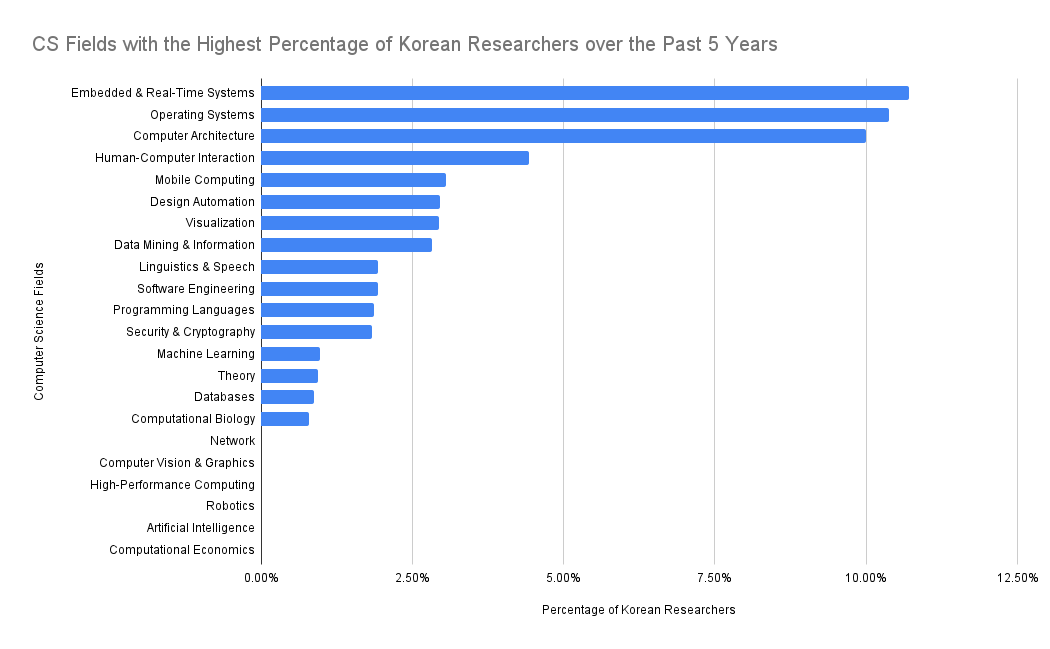 CS Fields with the Highest Percentage of Korean Researchers over the Past 5 Years
Computer Science Fields
Embedded & Real-Time Systems
Operating Systems
Computer Architecture
Human-Computer Interaction
Mobile Computing
Design Automation
Visualization
Data Mining & Information
Linguistics & Speech
Software Engineering
Programming Languages
Security & Cryptography
Machine Learning
Theory
Databases
Computational Biology
Network
Computer Vision & Graphics
High-Performance Computing
Robotics
Artificial Intelligence
Computational Economics
0.00% 2.50% 5.00% 7.50% 10.00% 12.50%
Percentage of Korean Researchers